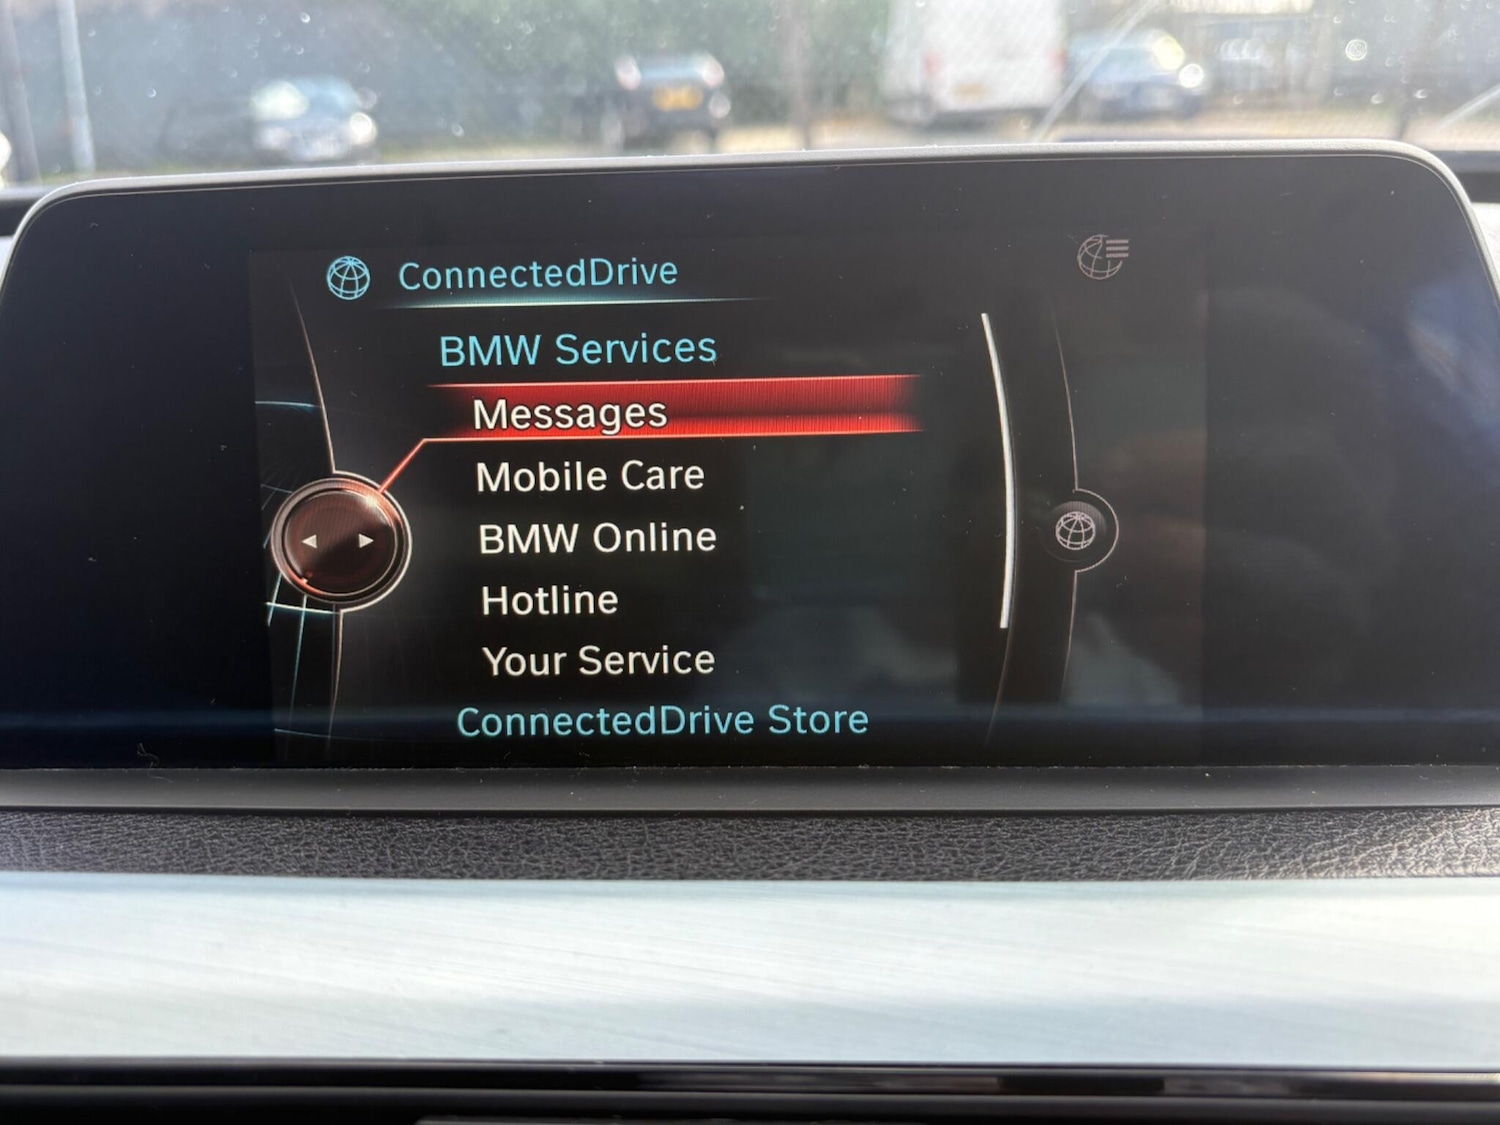 ConnectedDrive
BMW Services
Messages
Mobile Care
BMW Online
Hotline
Your Service
ConnectedDrive Store